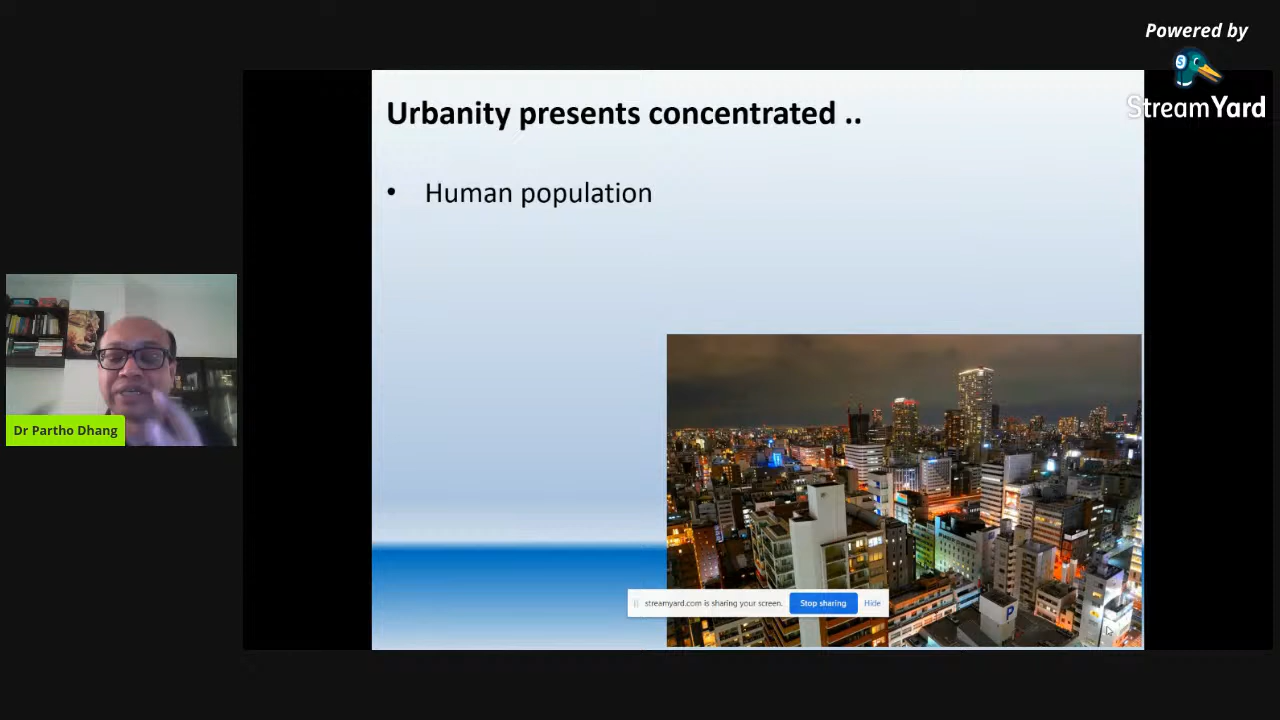 Powered by
StreamYard
Urbanity presents concentrated ..
• Human population
Dr Partho Dhang
streamyard.com is sharing your screen.
Stop sharing
Hide